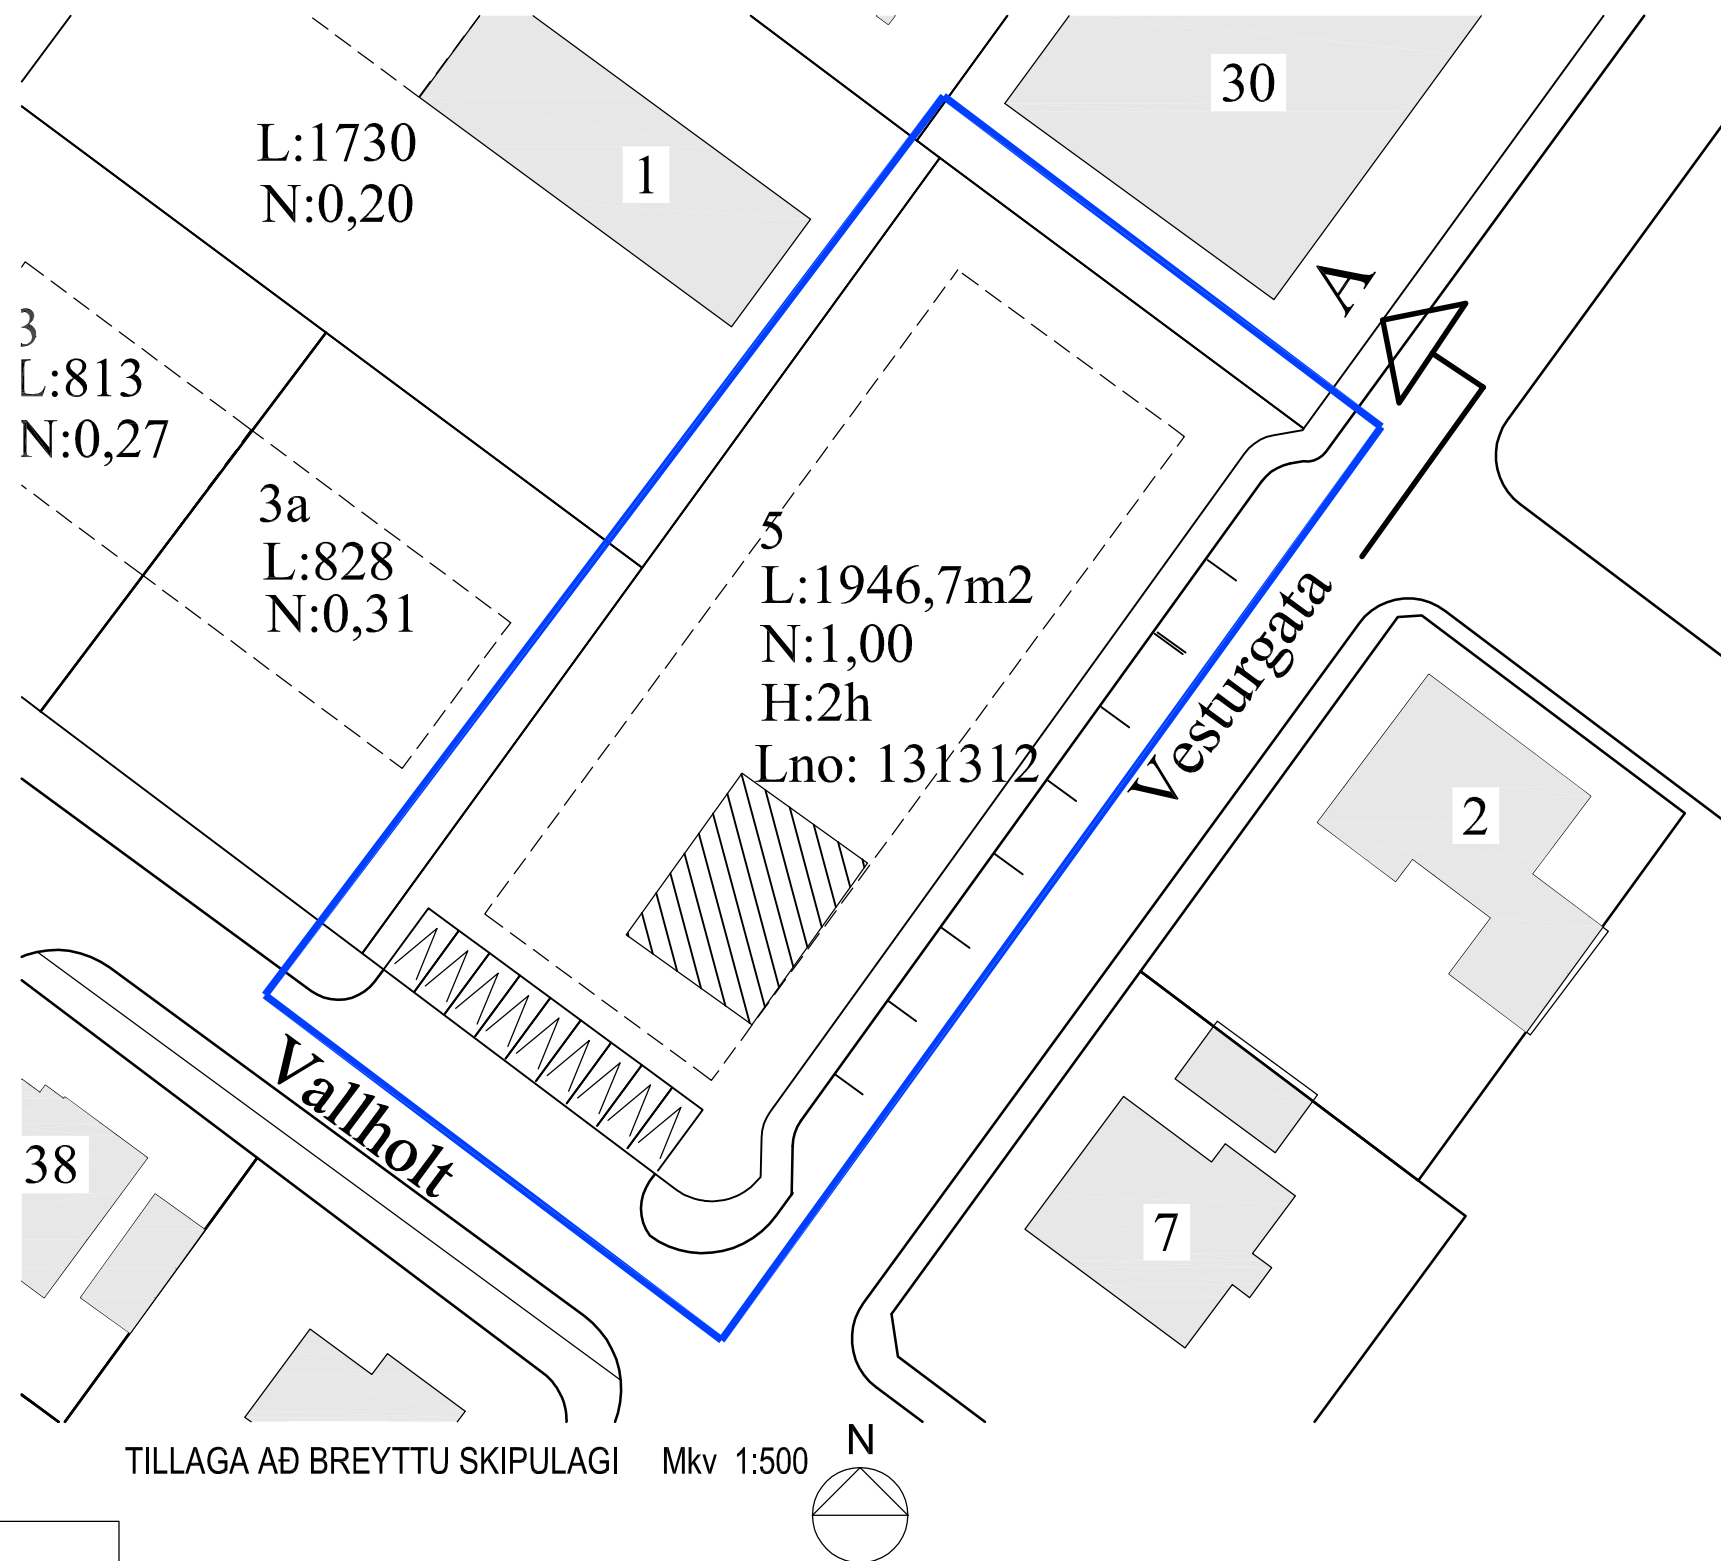 30
L:1730
N:0,20
1
A
3
L:813
N:0,27
3a
L:828
N:0,31
5
L:1946,7m2
N:1,00
H:2h
Lno: 131312
Vesturgata
2
Vallholt
38
7
TILLAGA AÐ BREYTTU SKIPULAGI Mkv 1:500
N